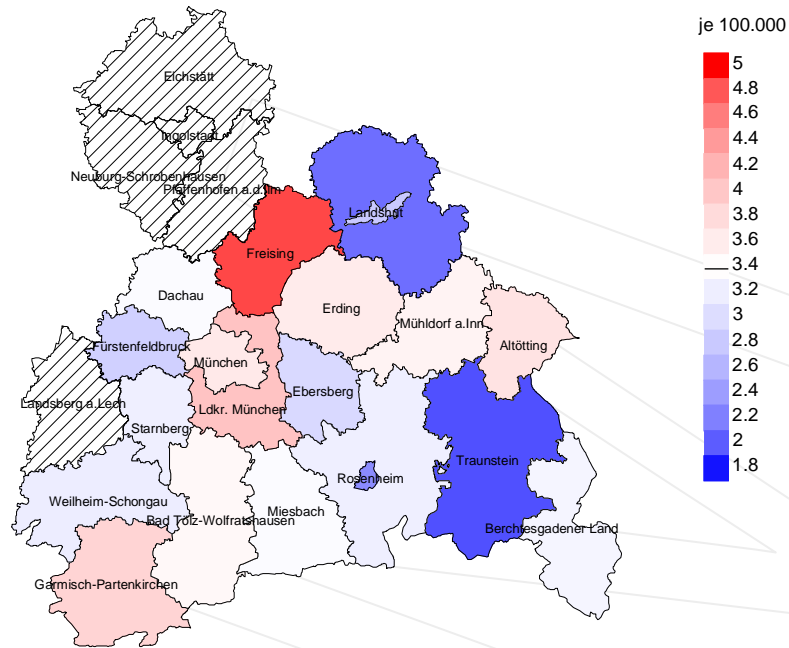 je 100.000
5
4.8
4.6
4.4
4.2
4
3.8
3.6
3.4
3.2
3
2.8
2.6
2.4
2.2
2
1.8
Eichstätt
Ingolstadt
Neuburg-Schrobenhausen
Pfaffenhofen a.d.Ilm
Landshut
Freising
Dachau
Erding
Mühldorf a.Inn
Altötting
Fürstenfeldbruck
München
Ebersberg
Landsberg a.Lech
Ldkr. München
Starnberg
Traunstein
Rosenheim
Weilheim-Schongau
Miesbach
Bad Tölz-Wolfratshausen
Berchtesgadener Land
Garmisch-Partenkirchen